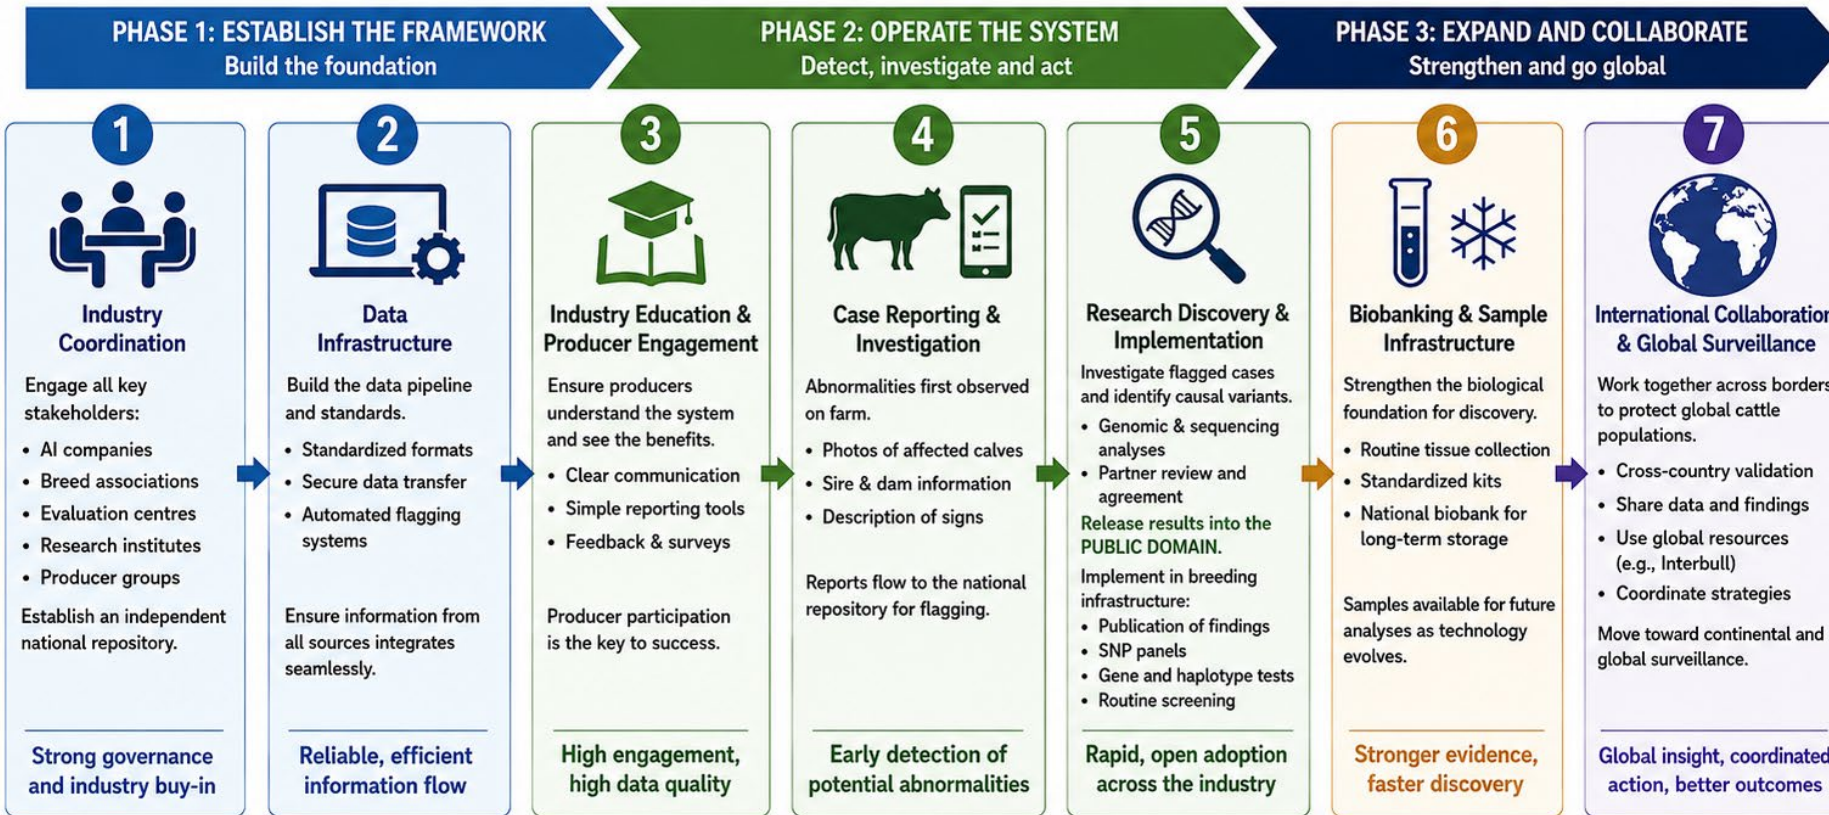 PHASE 1: ESTABLISH THE FRAMEWORK
Build the foundation
PHASE 2: OPERATE THE SYSTEM
Detect, investigate and act
PHASE 3: EXPAND AND COLLABORATE
Strengthen and go global
1
Industry
Coordination
Engage all key
stakeholders:
• AI companies
• Breed associations
• Evaluation centres
• Research institutes
• Producer groups
Establish an independent
national repository.
Strong governance
and industry buy-in
2
Data
Infrastructure
Build the data pipeline
and standards.
• Standardized formats
• Secure data transfer
• Automated flagging
systems
Ensure information from
all sources integrates
seamlessly.
Reliable, efficient
information flow
3
Industry Education &
Producer Engagement
Ensure producers
understand the system
and see the benefits.
• Clear communication
• Simple reporting tools
• Feedback & surveys
Producer participation
is the key to success.
High engagement,
high data quality
4
Case Reporting &
Investigation
Abnormalities first observed
on farm.
• Photos of affected calves
• Sire & dam information
• Description of signs
Reports flow to the national
repository for flagging.
Early detection of
potential abnormalities
5
Research Discovery &
Implementation
Investigate flagged cases
and identify causal variants.
• Genomic & sequencing
analyses
• Partner review and
agreement
Release results into the
PUBLIC DOMAIN.
Implement in breeding
infrastructure:
• Publication of findings
• SNP panels
• Gene and haplotype tests
• Routine screening
Rapid, open adoption
across the industry
6
Biobanking & Sample
Infrastructure
Strengthen the biological
foundation for discovery.
• Routine tissue collection
• Standardized kits
• National biobank for
long-term storage
Samples available for future
analyses as technology
evolves.
Stronger evidence,
faster discovery
7
International Collaboration
& Global Surveillance
Work together across borders
to protect global cattle
populations.
• Cross-country validation
• Share data and findings
• Use global resources
(e.g., Interbull)
• Coordinate strategies
Move toward continental and
global surveillance.
Global insight, coordinated
action, better outcomes